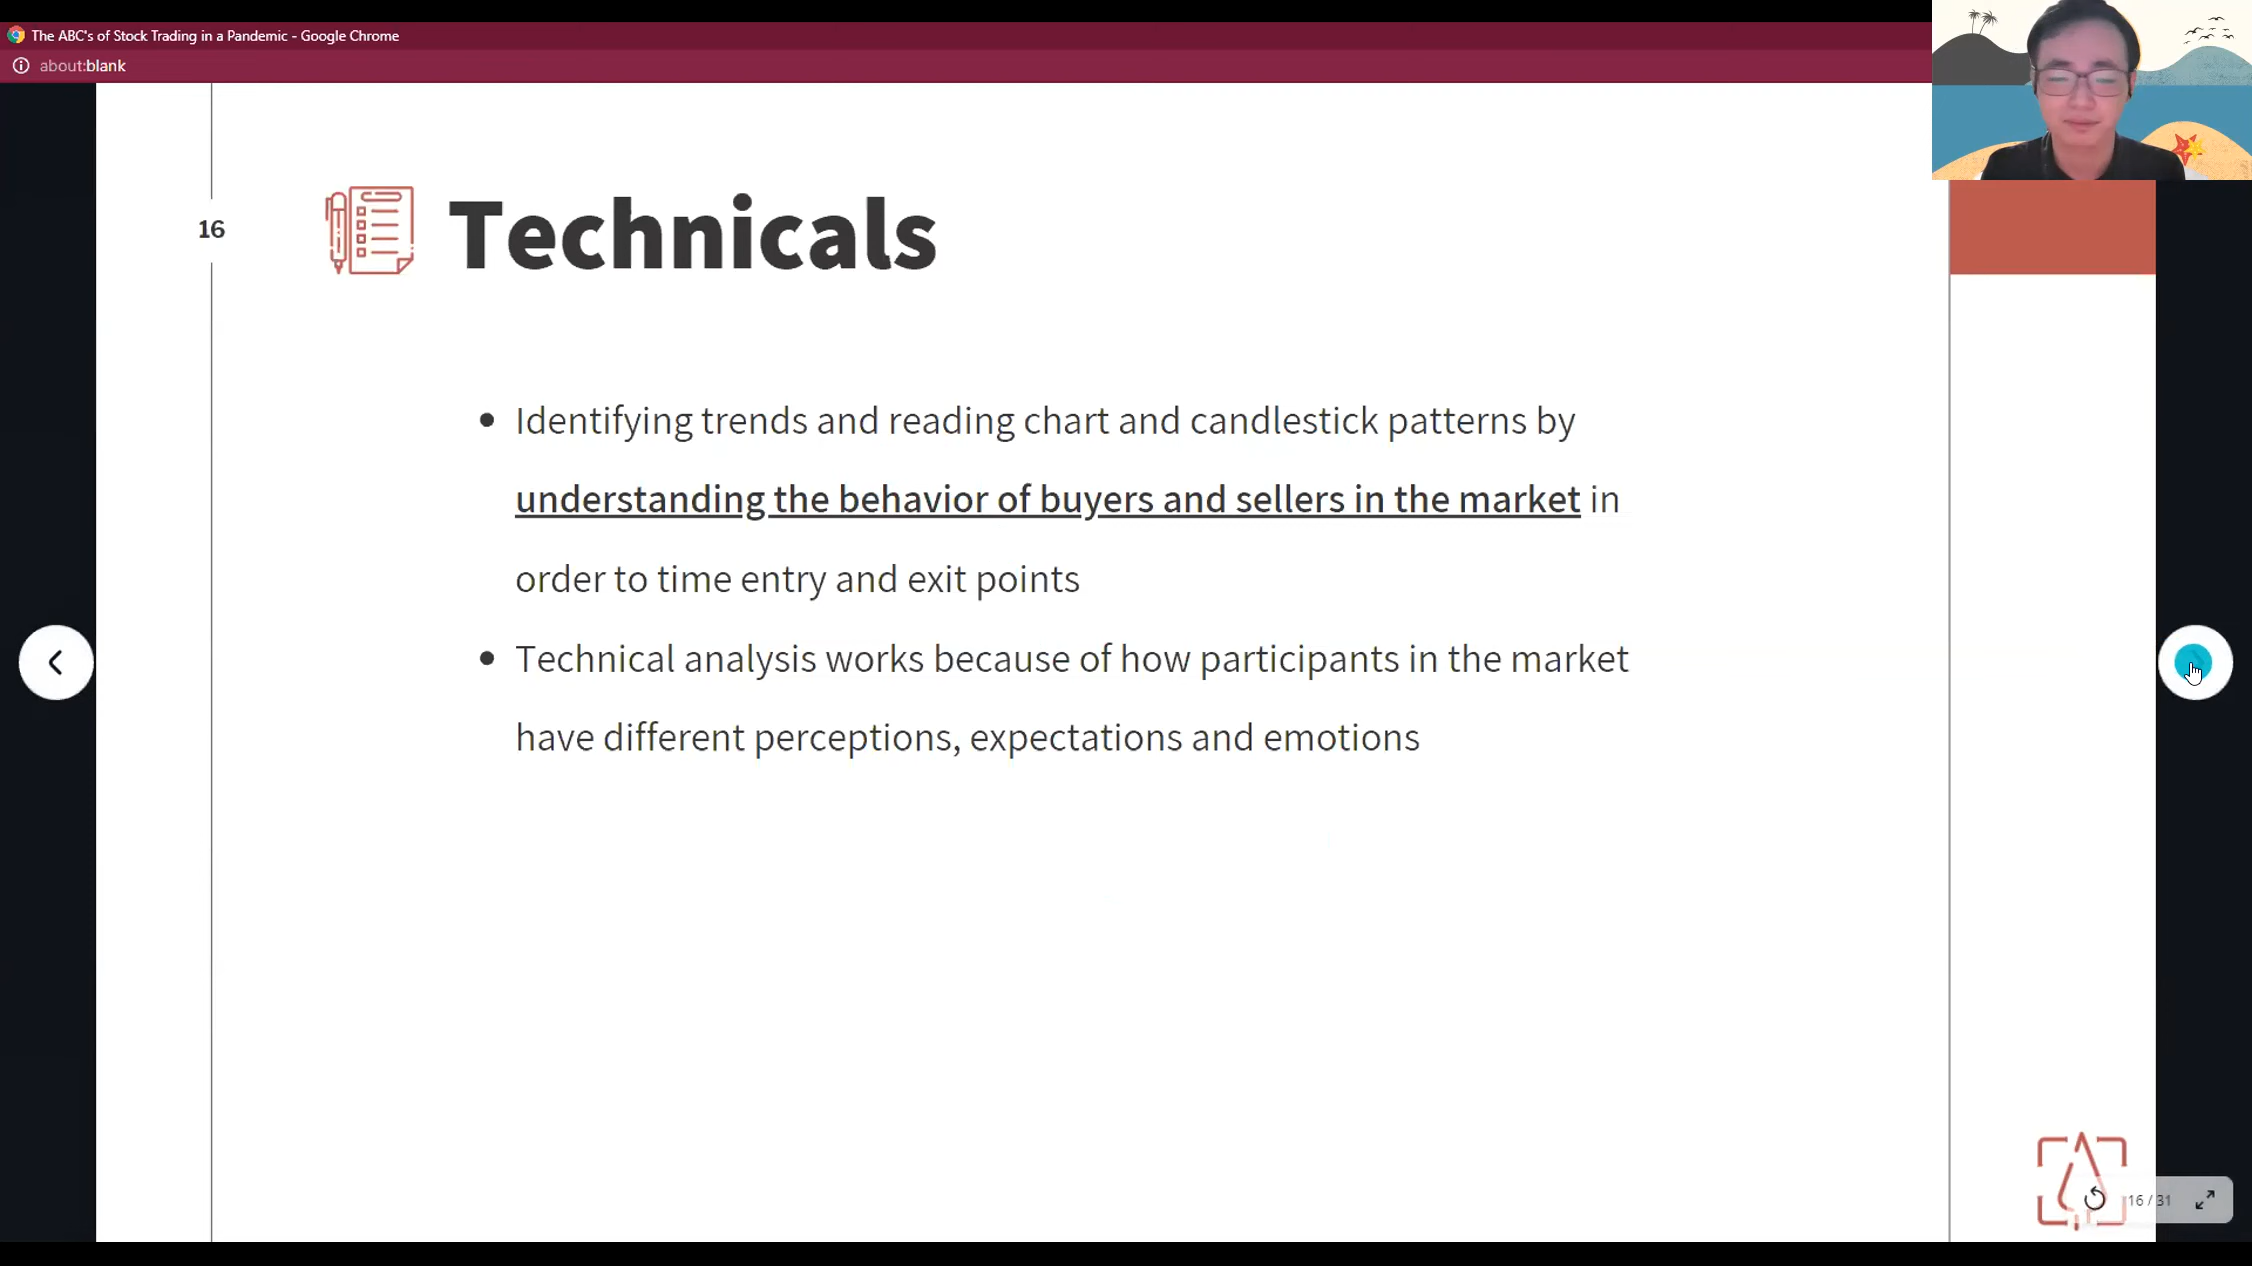 The ABC's of Stock Trading in a Pandemic - Google Chrome
about:blank
16
Technicals
• Identifying trends and reading chart and candlestick patterns by
understanding the behavior of buyers and sellers in the market in
order to time entry and exit points
• Technical analysis works because of how participants in the market
have different perceptions, expectations and emotions
16 / 31